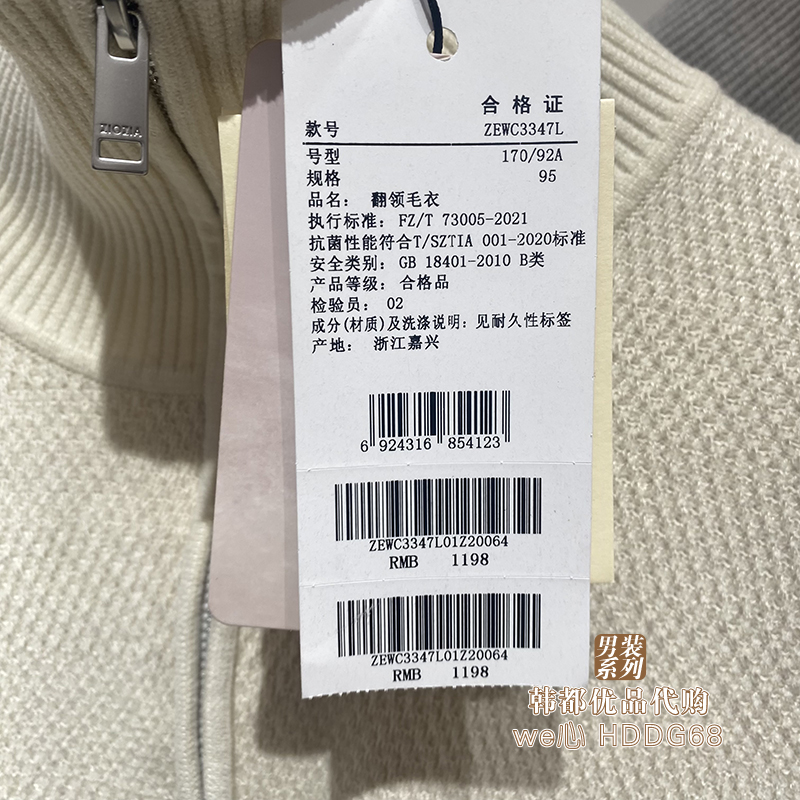 ZIOZIA
合格证
款号 ZEWC3347L
号型 170/92A
规格 95
品名: 翻领毛衣
执行标准: FZ/T 73005-2021
抗菌性能符合T/SZTIA 001-2020标准
安全类别: GB 18401-2010 B类
产品等级: 合格品
检验员: 02
成分(材质)及洗涤说明: 见耐久性标签
产地: 浙江嘉兴
6 924316 854123
ZEWC3347L01Z20064
RMB 1198
ZEWC3347L01Z20064
RMB 1198
男装
系列
韩都优品代购
we心 HDDG68